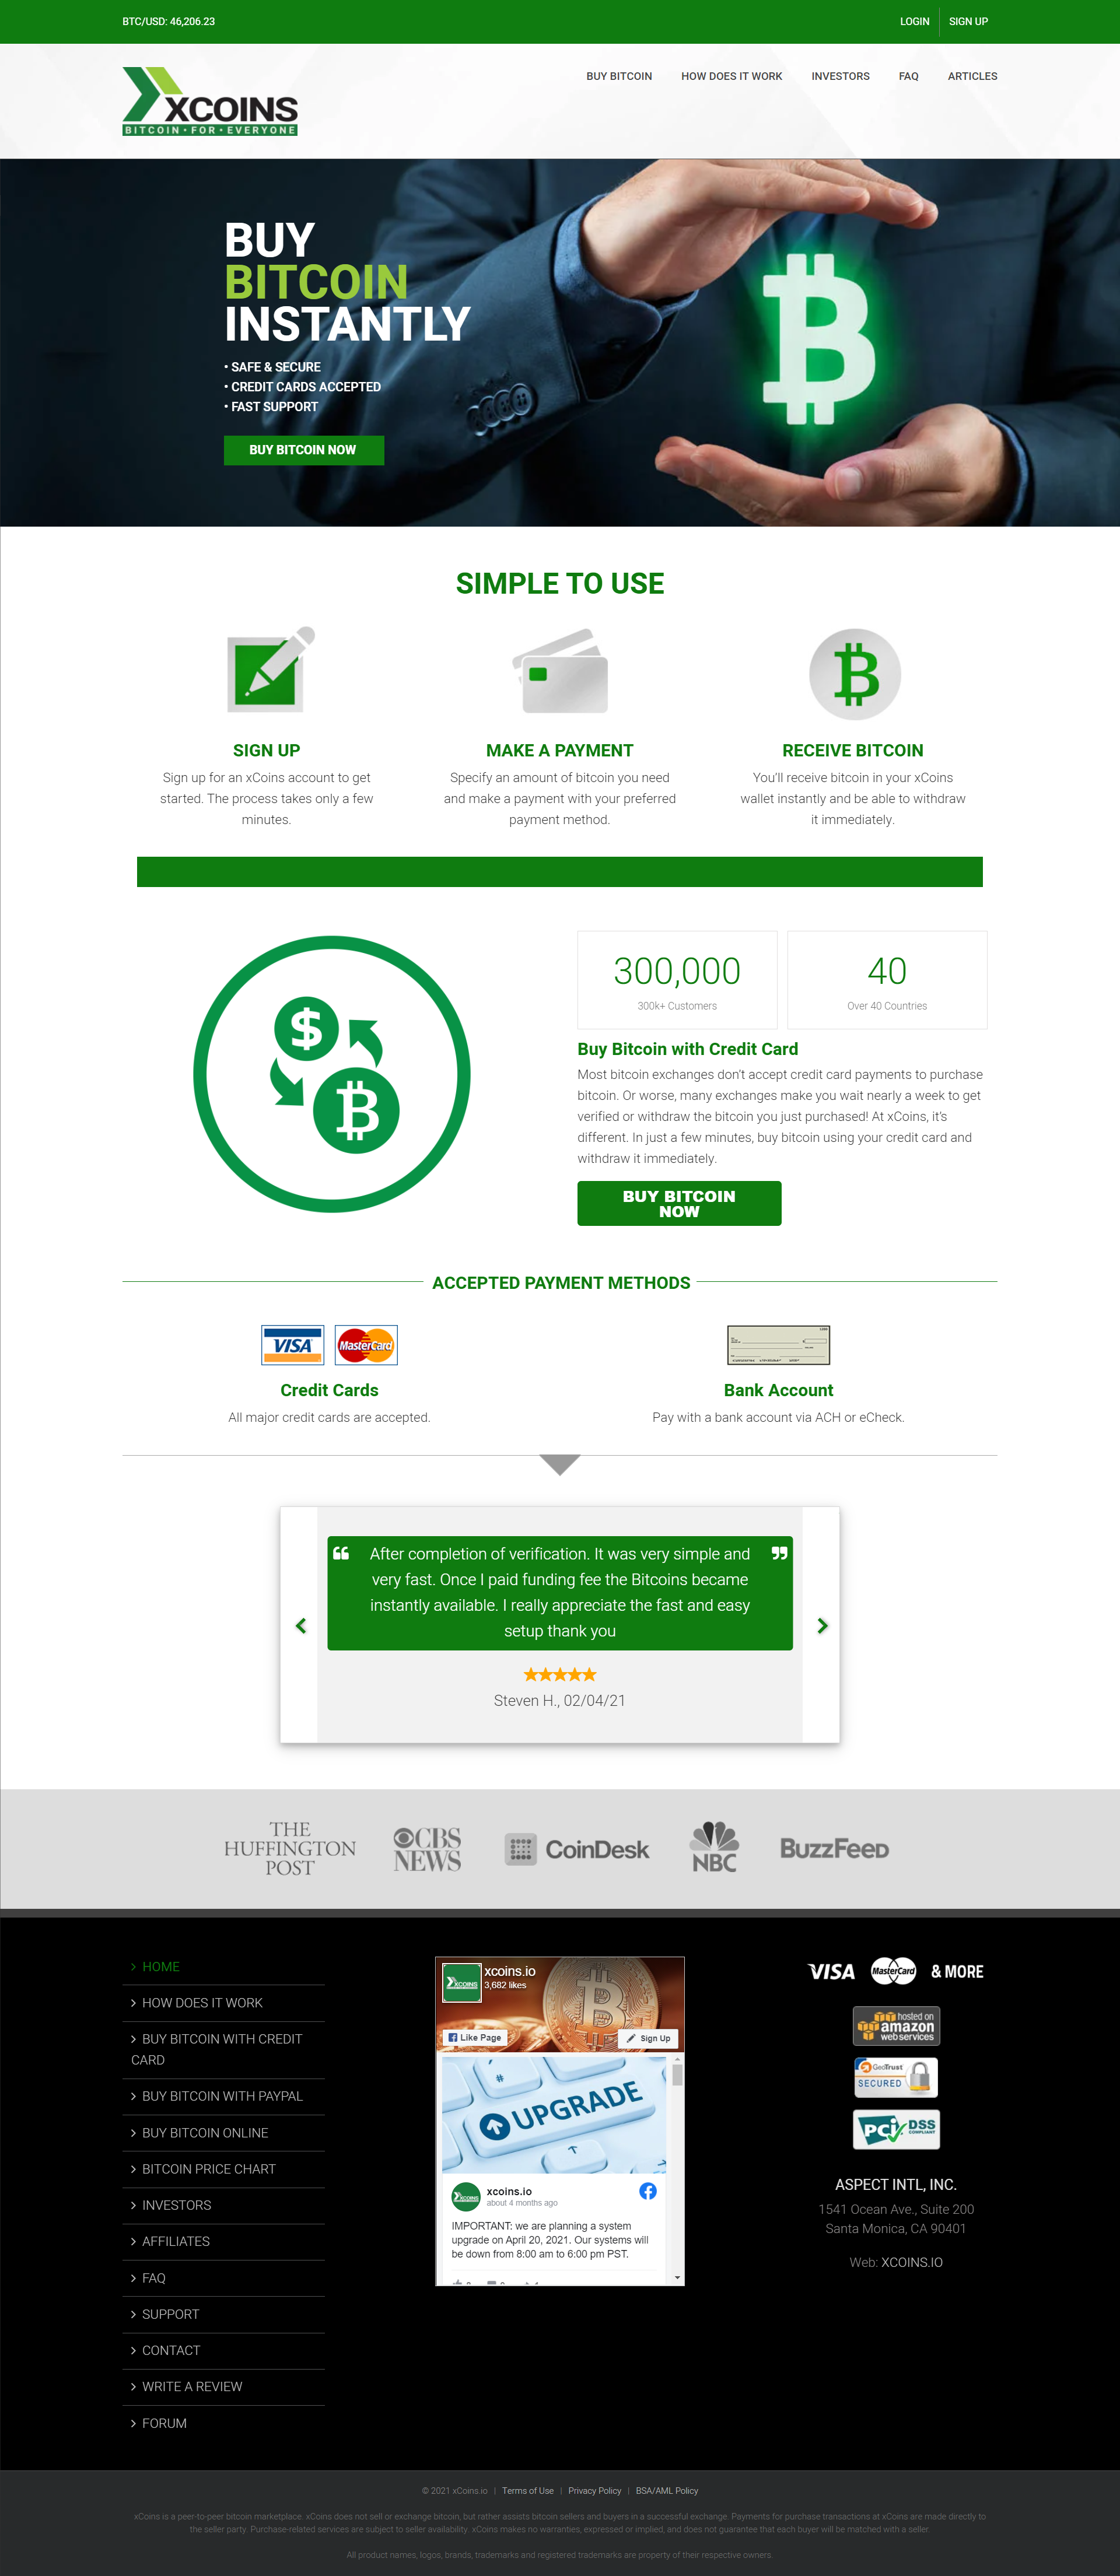 BTC/USD: 46,206.23
LOGIN
SIGN UP
XCOINS
BITCOIN • FOR • EVERYONE
BUY BITCOIN
HOW DOES IT WORK
INVESTORS
FAQ
ARTICLES
BUY
BITCOIN
INSTANTLY
• SAFE & SECURE
• CREDIT CARDS ACCEPTED
• FAST SUPPORT
BUY BITCOIN NOW
SIMPLE TO USE
SIGN UP
Sign up for an xCoins account to get
started. The process takes only a few
minutes.
MAKE A PAYMENT
Specify an amount of bitcoin you need
and make a payment with your preferred
payment method.
RECEIVE BITCOIN
You'll receive bitcoin in your xCoins
wallet instantly and be able to withdraw
it immediately.
300,000
300k+ Customers
40
Over 40 Countries
Buy Bitcoin with Credit Card
Most bitcoin exchanges don't accept credit card payments to purchase
bitcoin. Or worse, many exchanges make you wait nearly a week to get
verified or withdraw the bitcoin you just purchased! At xCoins, it's
different. In just a few minutes, buy bitcoin using your credit card and
withdraw it immediately.
BUY BITCOIN
NOW
ACCEPTED PAYMENT METHODS
VISA
MasterCard
Credit Cards
All major credit cards are accepted.
Bank Account
Pay with a bank account via ACH or eCheck.
After completion of verification. It was very simple and
very fast. Once I paid funding fee the Bitcoins became
instantly available. I really appreciate the fast and easy
setup thank you
Steven H., 02/04/21
THE
HUFFINGTON
POST
CBS
NEWS
CoinDesk
NBC
BuzzFeed
HOME
HOW DOES IT WORK
BUY BITCOIN WITH CREDIT
CARD
BUY BITCOIN WITH PAYPAL
BUY BITCOIN ONLINE
BITCOIN PRICE CHART
INVESTORS
AFFILIATES
FAQ
SUPPORT
CONTACT
WRITE A REVIEW
FORUM
XCOINS
xcoins.io
3,682 likes
Like Page
Sign Up
UPGRADE
XCOINS
xcoins.io
about 4 months ago
IMPORTANT: we are planning a system
upgrade on April 20, 2021. Our systems will
be down from 8:00 am to 6:00 pm PST.
VISA
MasterCard
& MORE
hosted on
amazon
web services
GeoTrust
SECURED
PCI DSS
COMPLIANT
ASPECT INTL, INC.
1541 Ocean Ave., Suite 200
Santa Monica, CA 90401
Web: XCOINS.IO
© 2021 xCoins.io | Terms of Use | Privacy Policy | BSA/AML Policy
xCoins is a peer-to-peer bitcoin marketplace. xCoins does not sell or exchange bitcoin, but rather assists bitcoin sellers and buyers in a successful exchange. Payments for purchase transactions at xCoins are made directly to
the seller party. Purchase-related services are subject to seller availability. xCoins makes no warranties, expressed or implied, and does not guarantee that each buyer will be matched with a seller.
All product names, logos, brands, trademarks and registered trademarks are property of their respective owners.